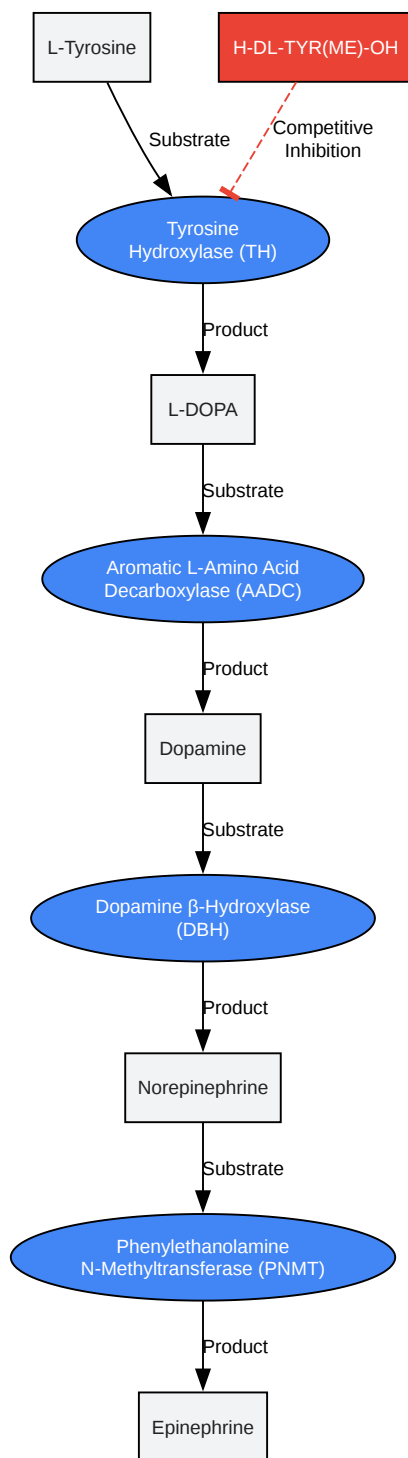 L-Tyrosine
H-DL-TYR(ME)-OH
Substrate
Competitive
Inhibition
Tyrosine
Hydroxylase (TH)
Product
L-DOPA
Substrate
Aromatic L-Amino Acid
Decarboxylase (AADC)
Product
Dopamine
Substrate
Dopamine β-Hydroxylase
(DBH)
Product
Norepinephrine
Substrate
Phenylethanolamine
N-Methyltransferase (PNMT)
Product
Epinephrine